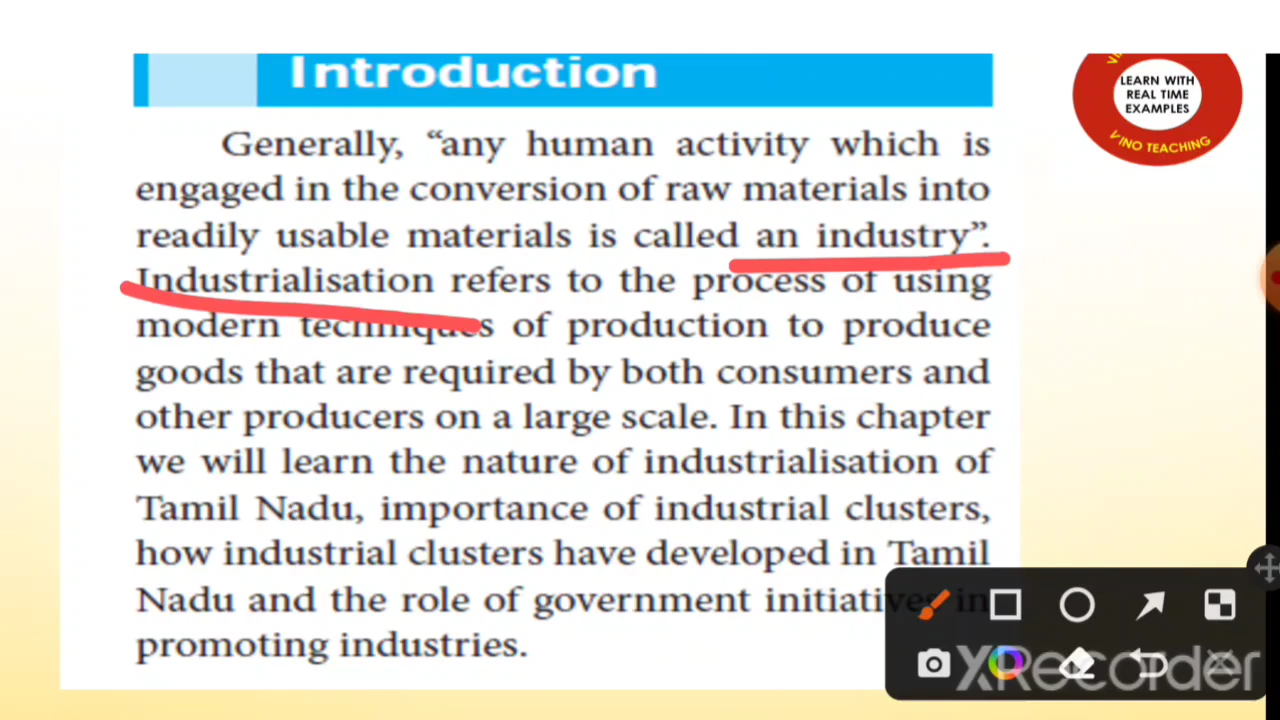 Introduction
Generally, “any human activity which is
engaged in the conversion of raw materials into
readily usable materials is called an industry”.
Industrialisation refers to the process of using
modern techniques of production to produce
goods that are required by both consumers and
other producers on a large scale. In this chapter
we will learn the nature of industrialisation of
Tamil Nadu, importance of industrial clusters,
how industrial clusters have developed in Tamil
Nadu and the role of government initiatives in
promoting industries.
LEARN WITH
REAL TIME
EXAMPLES
VINO TEACHING
XRecorder